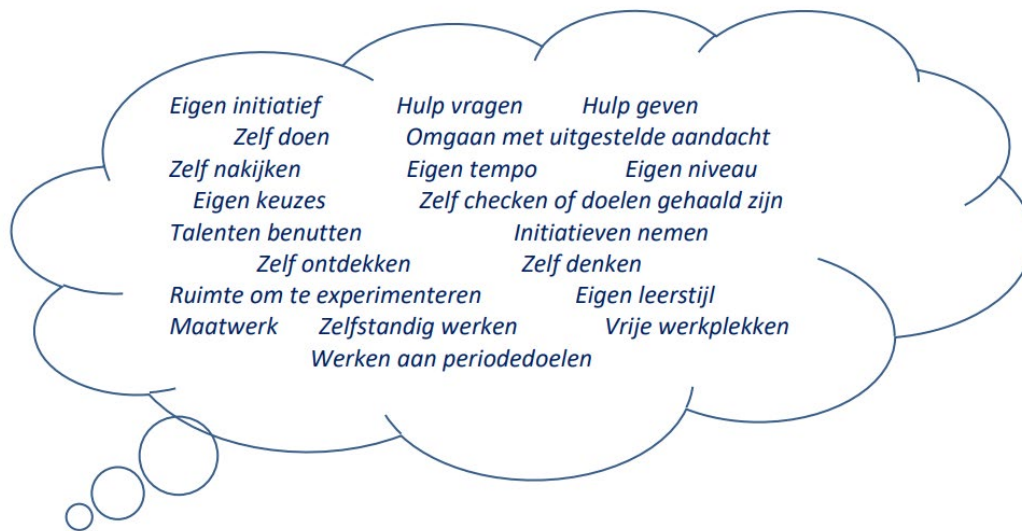 Eigen initiatief Hulp vragen Hulp geven
Zelf doen Omgaan met uitgestelde aandacht
Zelf nakijken Eigen tempo Eigen niveau
Eigen keuzes Zelf checken of doelen gehaald zijn
Talenten benutten Initiatieven nemen
Zelf ontdekken Zelf denken
Ruimte om te experimenteren Eigen leerstijl
Maatwerk Zelfstandig werken Vrije werkplekken
Werken aan periodedoelen